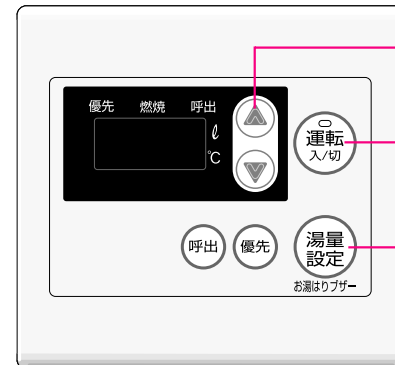 優先 燃焼 呼出
ℓ
℃
運転
入/切
呼出
優先
湯量
設定
お湯はりブザー